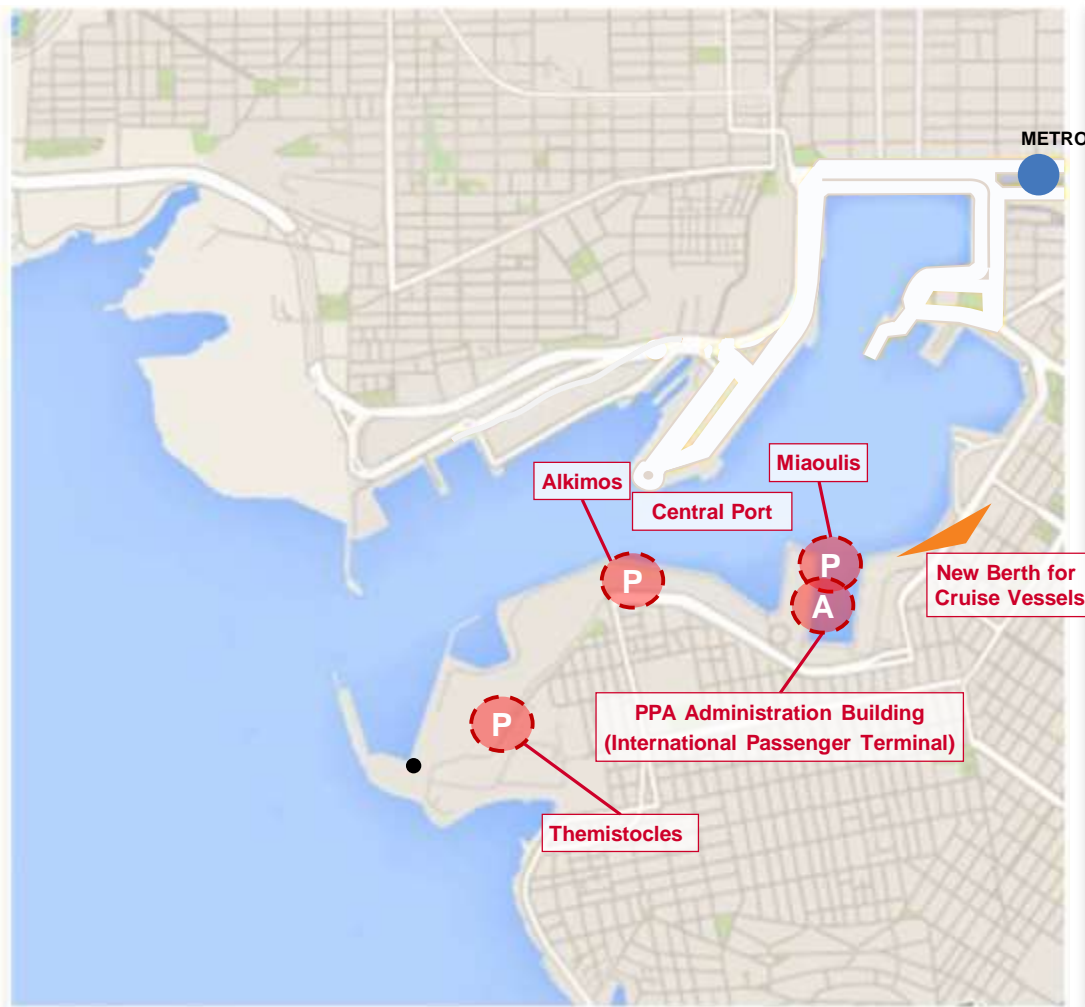 METRO
Miaoulis
Alkimos
Central Port
P
P
A
New Berth for
Cruise Vessels
PPA Administration Building
(International Passenger Terminal)
P
Themistocles